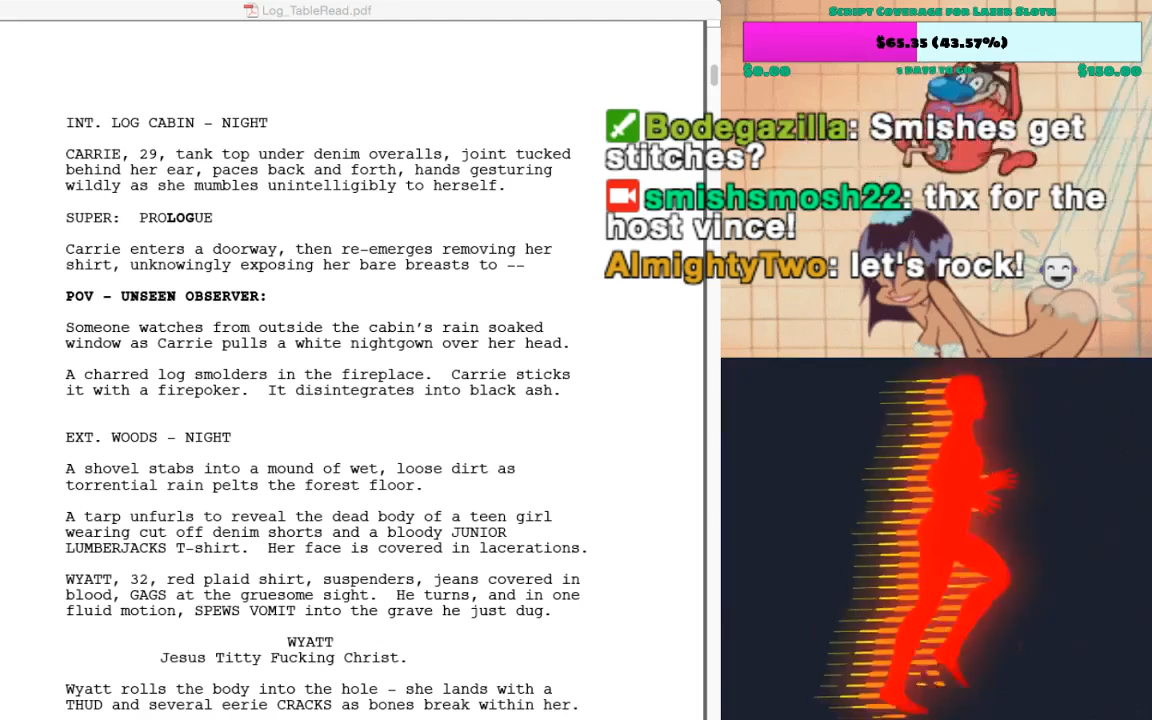 Log_TableRead.pdf
INT. LOG CABIN – NIGHT
CARRIE, 29, tank top under denim overalls, joint tucked
behind her ear, paces back and forth, hands gesturing
wildly as she mumbles unintelligibly to herself.
SUPER:  PROLOGUE
Carrie enters a doorway, then re-emerges removing her
shirt, unknowingly exposing her bare breasts to --
POV – UNSEEN OBSERVER:
Someone watches from outside the cabin's rain soaked
window as Carrie pulls a white nightgown over her head.
A charred log smolders in the fireplace.  Carrie sticks
it with a firepoker.  It disintegrates into black ash.
EXT. WOODS – NIGHT
A shovel stabs into a mound of wet, loose dirt as
torrential rain pelts the forest floor.
A tarp unfurls to reveal the dead body of a teen girl
wearing cut off denim shorts and a bloody JUNIOR
LUMBERJACKS T-shirt.  Her face is covered in lacerations.
WYATT, 32, red plaid shirt, suspenders, jeans covered in
blood, GAGS at the gruesome sight.  He turns, and in one
fluid motion, SPEWS VOMIT into the grave he just dug.
WYATT
Jesus Titty Fucking Christ.
Wyatt rolls the body into the hole – she lands with a
THUD and several eerie CRACKS as bones break within her.
Script Coverage for Lazer Sloth
$65.35 (43.57%)
$0.00
5 DAYS TO GO
$150.00
Bodegazilla: Smishes get
stitches?
smishsmosh22: thx for the
host vince!
AlmightyTwo: let's rock!